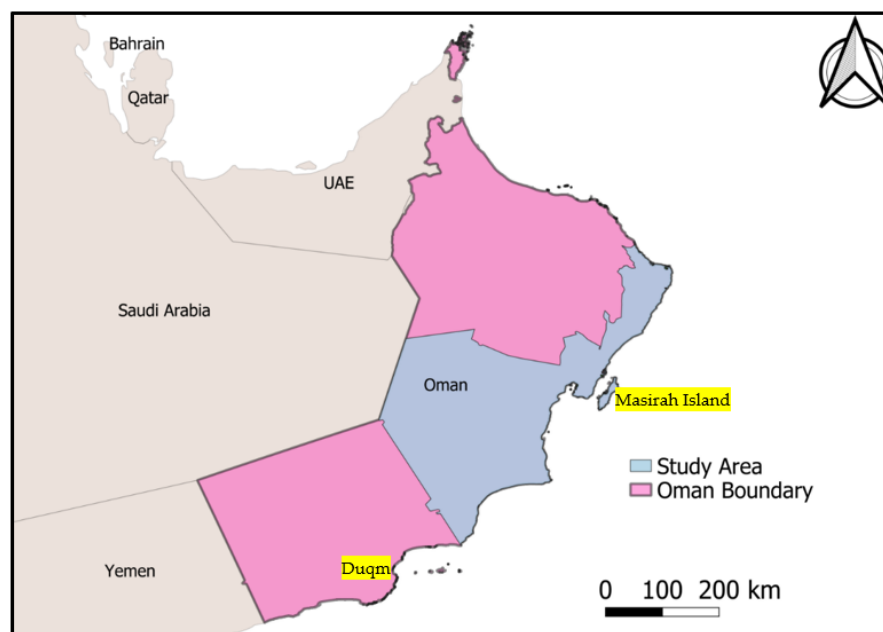 Bahrain
Qatar
UAE
Saudi Arabia
Oman
Masirah Island
Study Area
Oman Boundary
Yemen
Duqm
0 100 200 km